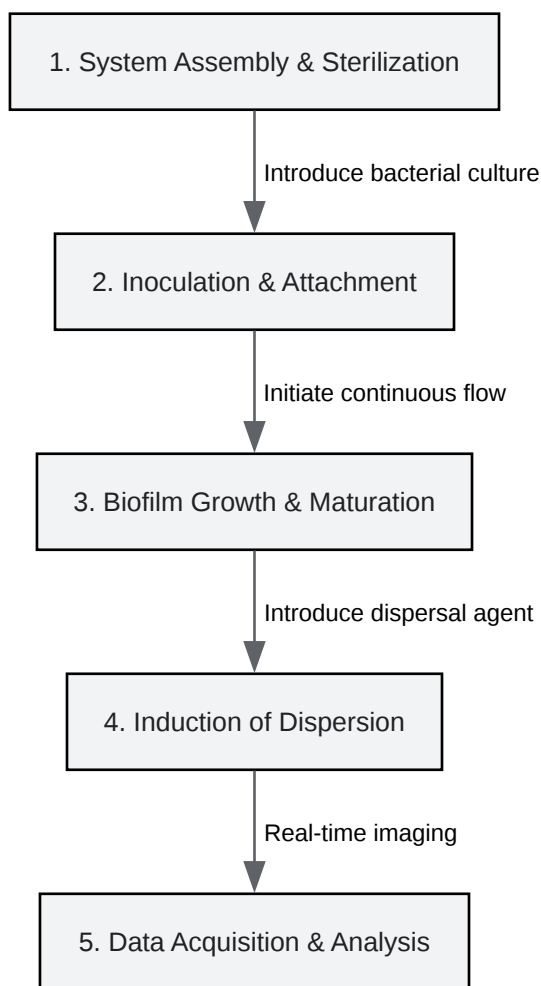 1. System Assembly & Sterilization
Introduce bacterial culture
2. Inoculation & Attachment
Initiate continuous flow
3. Biofilm Growth & Maturation
Introduce dispersal agent
4. Induction of Dispersion
Real-time imaging
5. Data Acquisition & Analysis